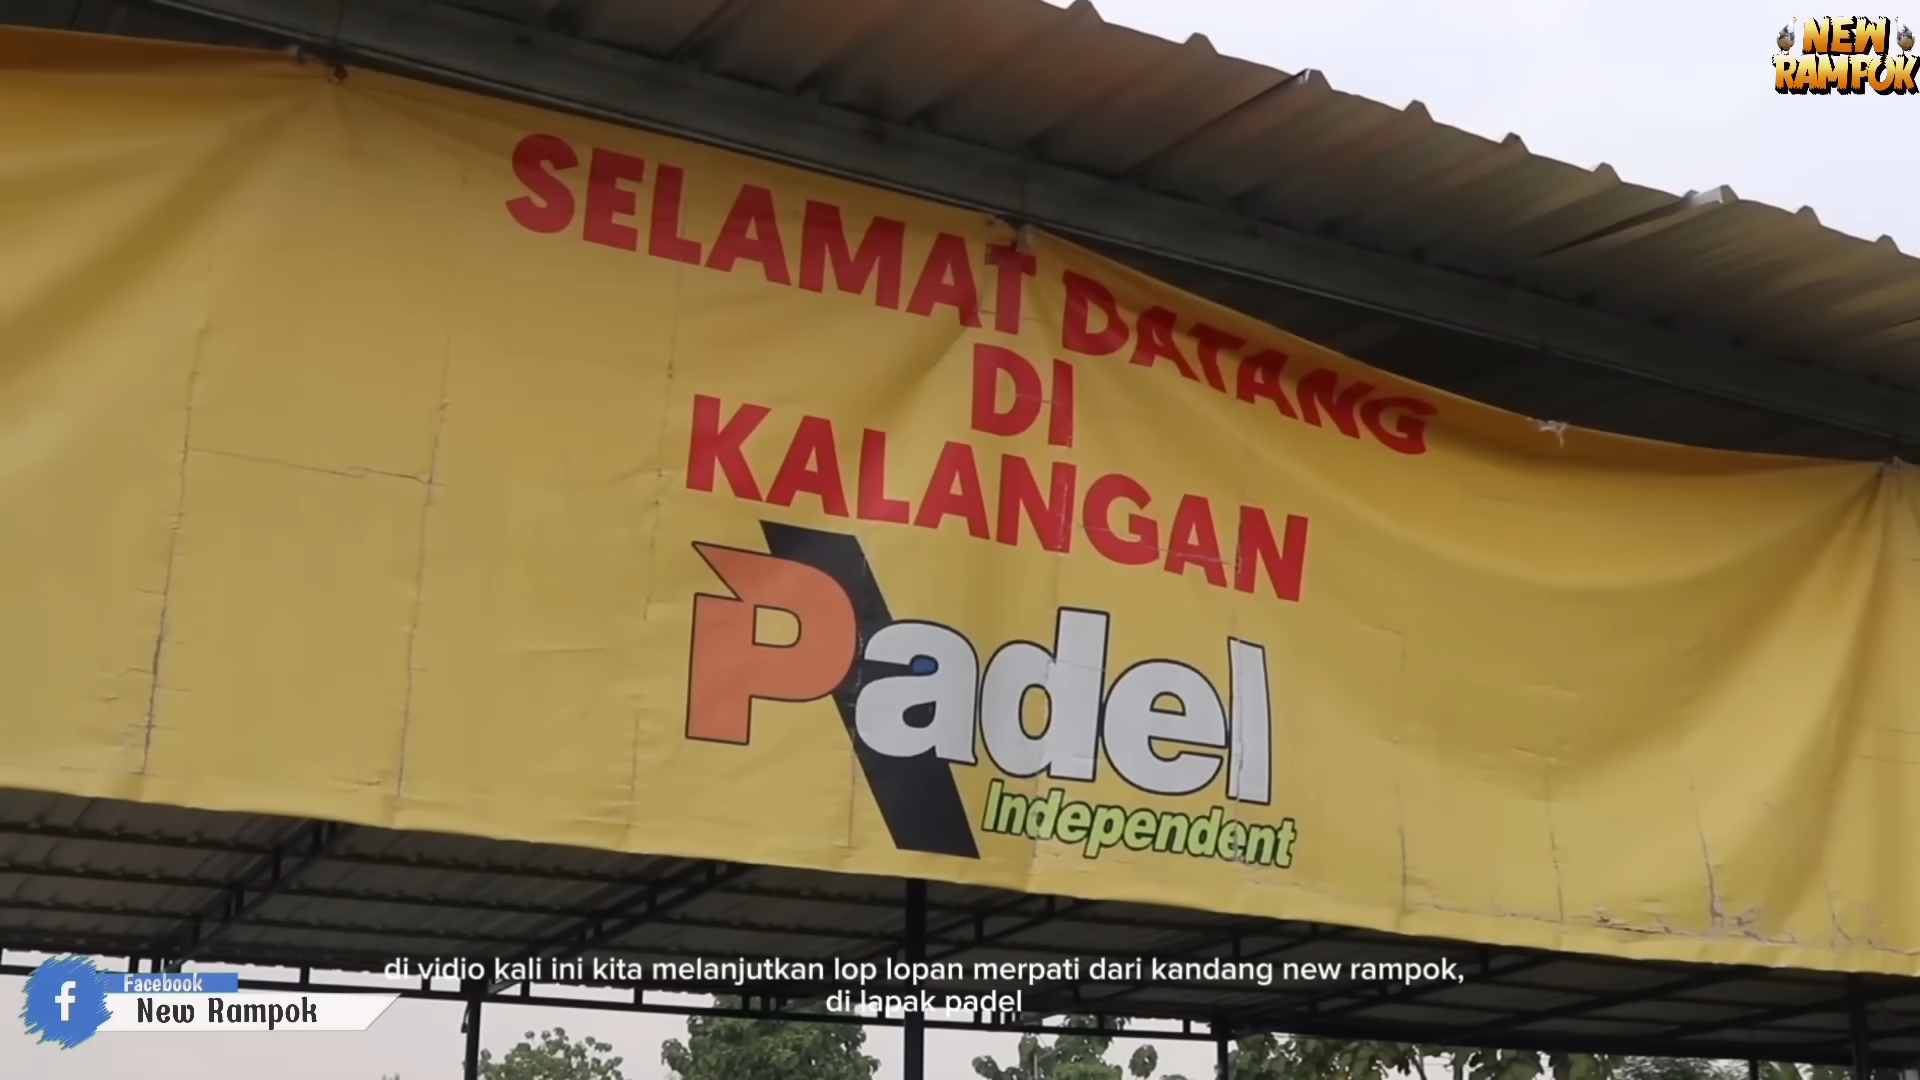 NEW
RAMPOK
SELAMAT DATANG
DI
KALANGAN
Padel
Independent
di vidio kali ini kita melanjutkan lop lopan merpati dari kandang new rampok,
di lapak padel
Facebook
New Rampok